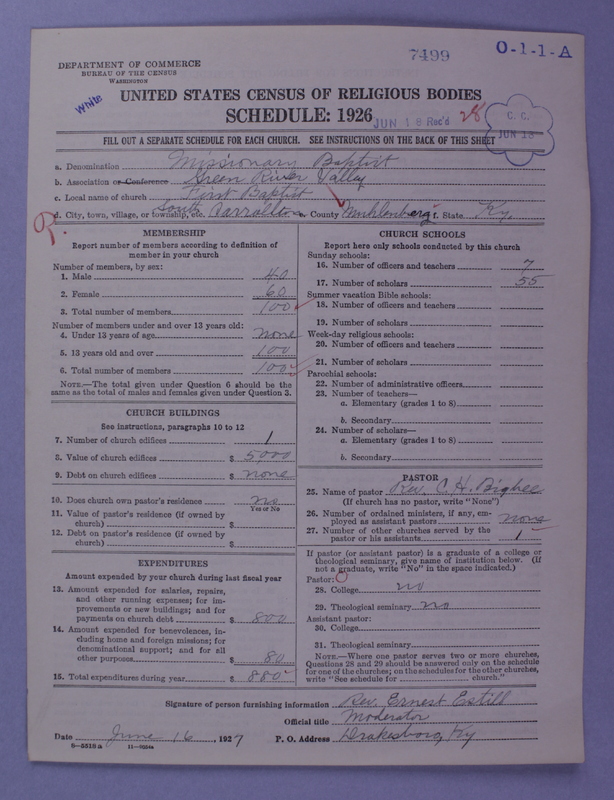 7499
O-1-1-A
DEPARTMENT OF COMMERCE
BUREAU OF THE CENSUS
WASHINGTON
White
UNITED STATES CENSUS OF RELIGIOUS BODIES
SCHEDULE: 1926
JUN 18 Rec'd
28
C. C.
JUN 18
FILL OUT A SEPARATE SCHEDULE FOR EACH CHURCH. SEE INSTRUCTIONS ON THE BACK OF THIS SHEET
a. Denomination Missionary Baptist
b. Association or Conference Green River Valley
c. Local name of church First Baptist
d. City, town, village, or township, etc. South Carrollton e. County Muhlenberg f. State Ky.
R.
MEMBERSHIP
Report number of members according to definition of
member in your church
Number of members, by sex:
1. Male 40
2. Female 60
3. Total number of members 100
Number of members under and over 13 years old:
4. Under 13 years of age none
5. 13 years old and over 100
6. Total number of members 100
NOTE.—The total given under Question 6 should be the
same as the total of males and females given under Question 3.
CHURCH BUILDINGS
See instructions, paragraphs 10 to 12
7. Number of church edifices 1
8. Value of church edifices $ 5000
9. Debt on church edifices $ none
10. Does church own pastor's residence No
Yes or No
11. Value of pastor's residence (if owned by
church) $
12. Debt on pastor's residence (if owned by
church) $
EXPENDITURES
Amount expended by your church during last fiscal year
13. Amount expended for salaries, repairs,
and other running expenses; for im-
provements or new buildings; and for
payments on church debt $ 800
14. Amount expended for benevolences, in-
cluding home and foreign missions; for
denominational support; and for all
other purposes $ 80
15. Total expenditures during year $ 880
CHURCH SCHOOLS
Report here only schools conducted by this church
Sunday schools:
16. Number of officers and teachers 7
17. Number of scholars 55
Summer vacation Bible schools:
18. Number of officers and teachers
19. Number of scholars
Week-day religious schools:
20. Number of officers and teachers
21. Number of scholars
Parochial schools:
22. Number of administrative officers
23. Number of teachers—
a. Elementary (grades 1 to 8)
b. Secondary
24. Number of scholars—
a. Elementary (grades 1 to 8)
b. Secondary
PASTOR
25. Name of pastor Rev. C. H. Bigbee
(If church has no pastor, write "None")
26. Number of ordained ministers, if any, em-
ployed as assistant pastors none
27. Number of other churches served by the
pastor or his assistants 1
If pastor (or assistant pastor) is a graduate of a college or
theological seminary, give name of institution below. (If
not a graduate, write "No" in the space indicated.)
Pastor:
28. College no
29. Theological seminary no
Assistant pastor:
30. College
31. Theological seminary
NOTE.—Where one pastor serves two or more churches,
Questions 28 and 29 should be answered only on the schedule
for one of the churches; on the schedules for the other churches,
write "See schedule for church."
Signature of person furnishing information Rev. Ernest Estill
Official title Moderator
Date June 16, 1927 P. O. Address Drakesboro, Ky
8—5518a 11—9224a